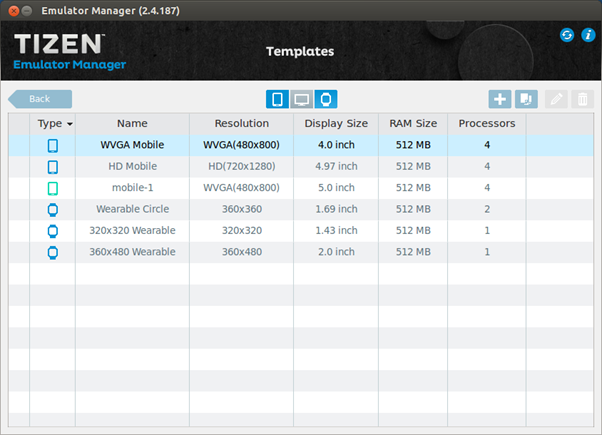 Emulator Manager (2.4.187)
TIZEN™
Emulator Manager
Templates
Back
Type Name Resolution Display Size RAM Size Processors
WVGA Mobile WVGA(480x800) 4.0 inch 512 MB 4
HD Mobile HD(720x1280) 4.97 inch 512 MB 4
mobile-1 WVGA(480x800) 5.0 inch 512 MB 4
Wearable Circle 360x360 1.69 inch 512 MB 2
320x320 Wearable 320x320 1.43 inch 512 MB 1
360x480 Wearable 360x480 2.0 inch 512 MB 1